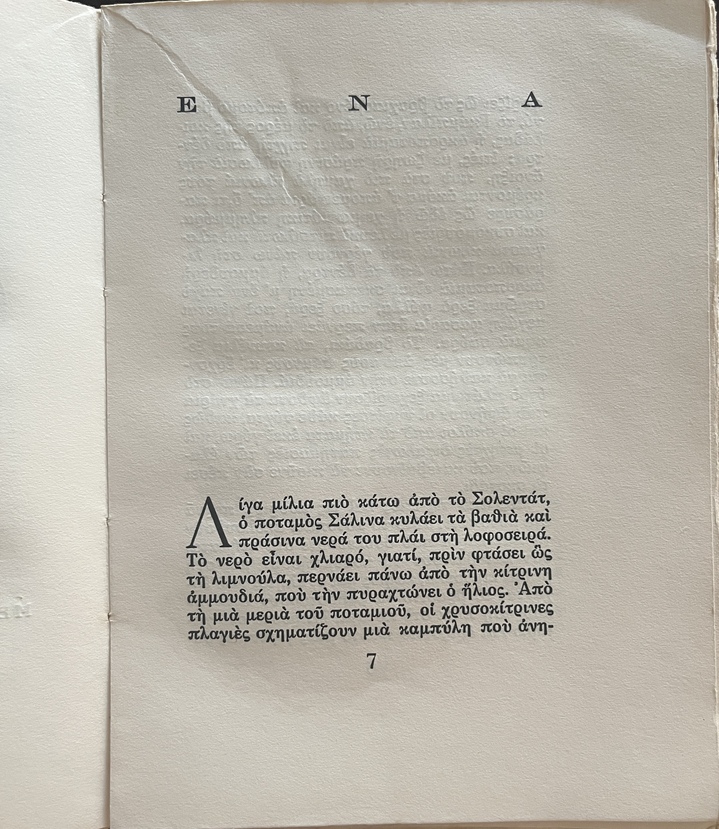 Ε Ν Α
Λίγα μίλια πιὸ κάτω ἀπὸ τὸ Σολεντάτ,
ὁ ποταμὸς Σάλινα κυλάει τὰ βαθιὰ καὶ
πράσινα νερά του πλάι στὴ λοφοσειρά.
Τὸ νερὸ εἶναι χλιαρό, γιατί, πρὶν φτάσει ὣς
τὴ λιμνούλα, περνάει πάνω ἀπὸ τὴν κίτρινη
ἀμμουδιά, ποὺ τὴν πυραχτώνει ὁ ἥλιος. Ἀπὸ
τὴ μιὰ μεριὰ τοῦ ποταμιοῦ, οἱ χρυσοκίτρινες
πλαγιὲς σχηματίζουν μιὰ καμπύλη ποὺ ἀνη-
7